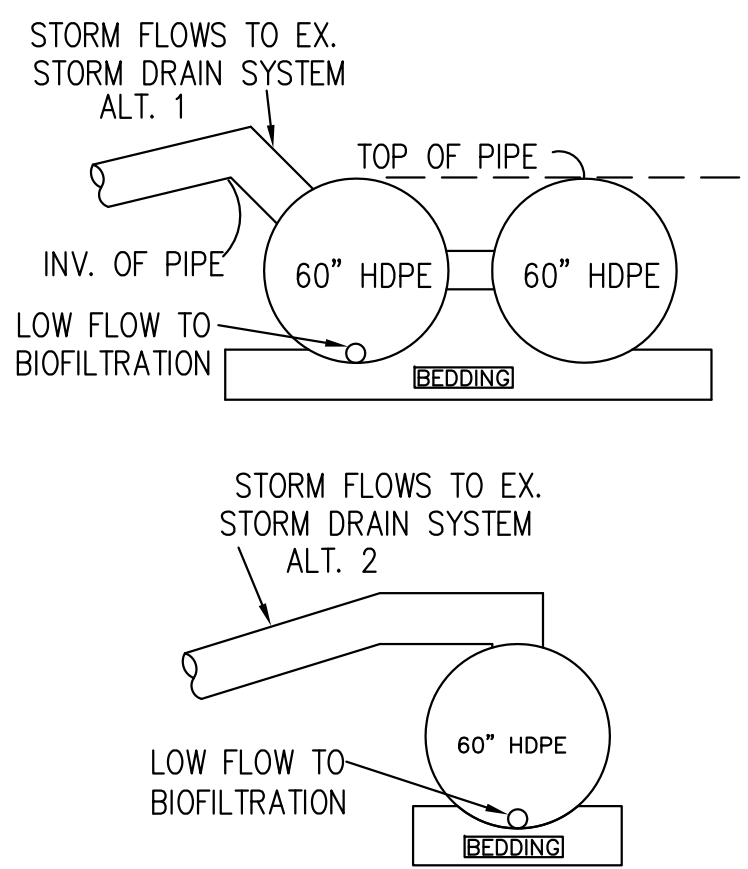 STORM FLOWS TO EX.
STORM DRAIN SYSTEM
ALT. 1
TOP OF PIPE
INV. OF PIPE
60" HDPE
60" HDPE
LOW FLOW TO
BIOFILTRATION
BEDDING
STORM FLOWS TO EX.
STORM DRAIN SYSTEM
ALT. 2
60" HDPE
LOW FLOW TO
BIOFILTRATION
BEDDING